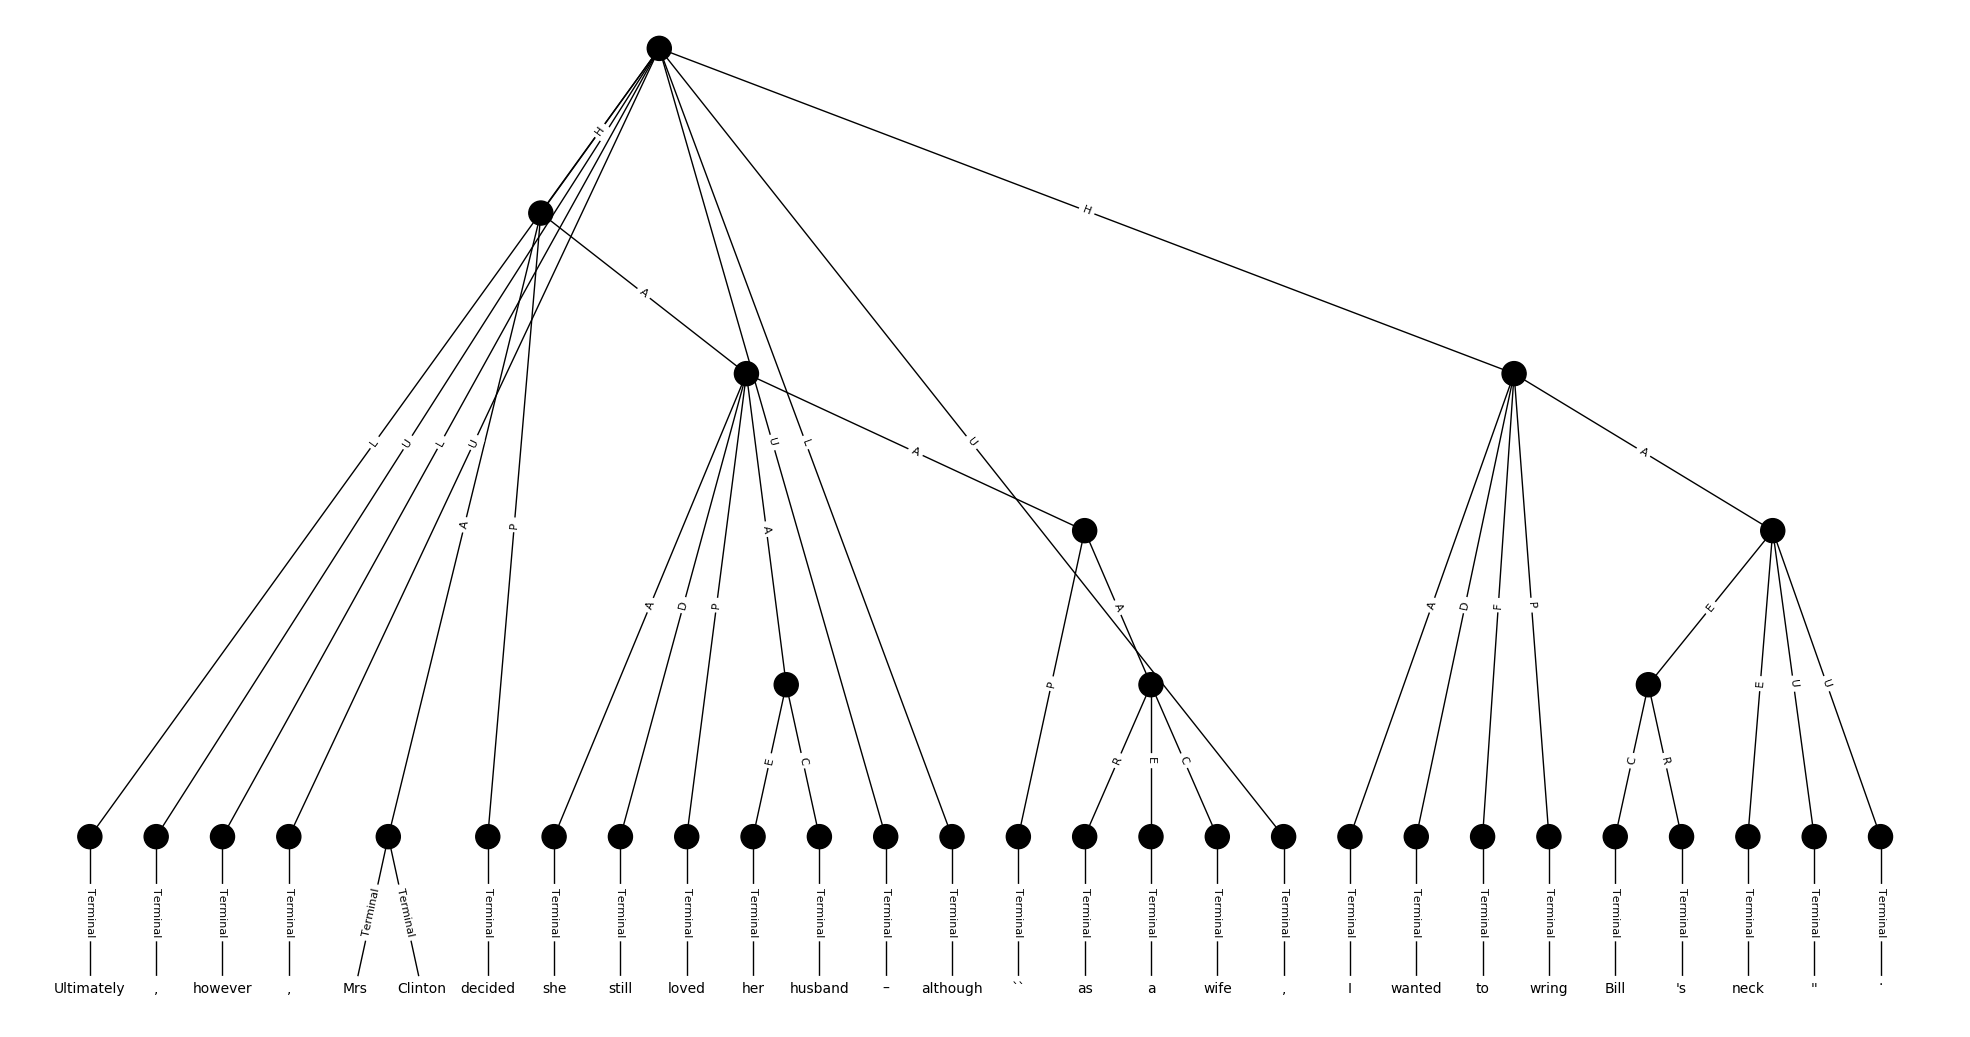 H
H
A
L U L U U L U
A A
A P A
A D P A A D F P E
P E U U
E C R E C C R
Terminal Terminal Terminal Terminal Terminal Terminal Terminal Terminal Terminal Terminal Terminal Terminal Terminal Terminal Terminal Terminal Terminal Terminal Terminal Terminal Terminal Terminal Terminal Terminal Terminal Terminal Terminal Terminal
Ultimately , however , Mrs Clinton decided she still loved her husband – although `` as a wife , I wanted to wring Bill 's neck " .